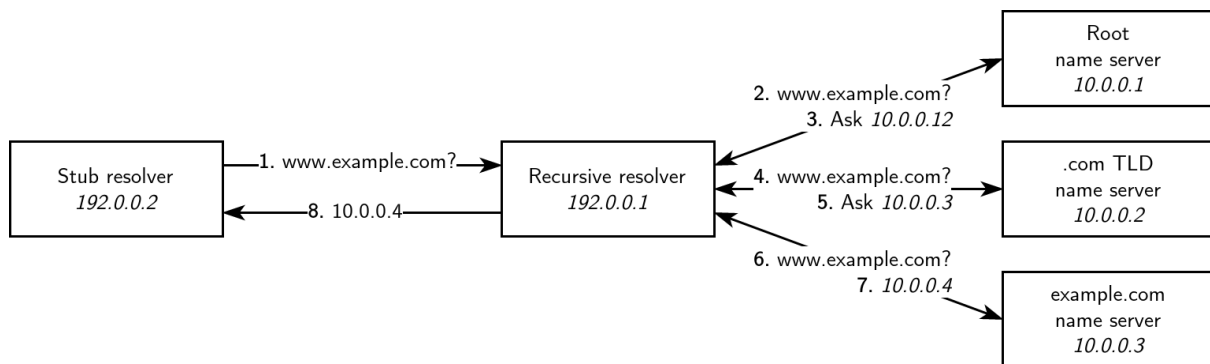 Root
name server
10.0.0.1
2. www.example.com?
3. Ask 10.0.0.12
Stub resolver
192.0.0.2
1. www.example.com?
8. 10.0.0.4
Recursive resolver
192.0.0.1
4. www.example.com?
5. Ask 10.0.0.3
.com TLD
name server
10.0.0.2
6. www.example.com?
7. 10.0.0.4
example.com
name server
10.0.0.3